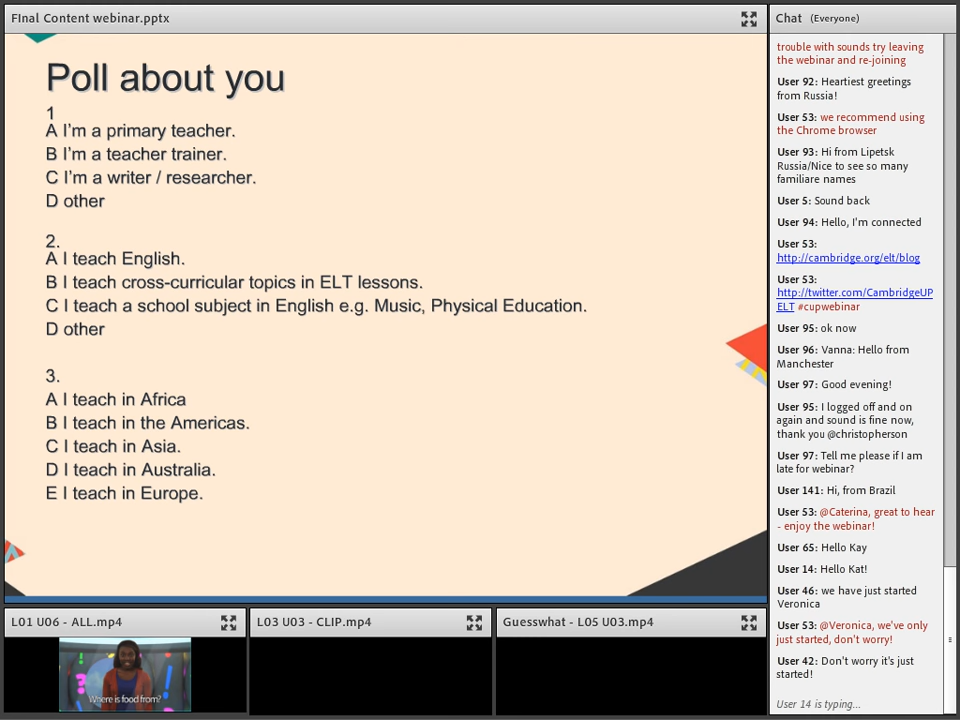 FInal Content webinar.pptx
Poll about you
1
A I'm a primary teacher.
B I'm a teacher trainer.
C I'm a writer / researcher.
D other
2.
A I teach English.
B I teach cross-curricular topics in ELT lessons.
C I teach a school subject in English e.g. Music, Physical Education.
D other
3.
A I teach in Africa
B I teach in the Americas.
C I teach in Asia.
D I teach in Australia.
E I teach in Europe.
L01 U06 - ALL.mp4
Where is food from?
L03 U03 - CLIP.mp4
Guesswhat - L05 U03.mp4
Chat (Everyone)
trouble with sounds try leaving
the webinar and re-joining
User 92: Heartiest greetings
from Russia!
User 53: we recommend using
the Chrome browser
User 93: Hi from Lipetsk
Russia/Nice to see so many
familiare names
User 5: Sound back
User 94: Hello, I'm connected
User 53:
http://cambridge.org/elt/blog
User 53:
http://twitter.com/CambridgeUP
ELT #cupwebinar
User 95: ok now
User 96: Vanna: Hello from
Manchester
User 97: Good evening!
User 95: I logged off and on
again and sound is fine now,
thank you @christopherson
User 97: Tell me please if I am
late for webinar?
User 141: Hi, from Brazil
User 53: @Caterina, great to hear
- enjoy the webinar!
User 65: Hello Kay
User 14: Hello Kat!
User 46: we have just started
Veronica
User 53: @Veronica, we've only
just started, don't worry!
User 42: Don't worry it's just
started!
User 14 is typing...